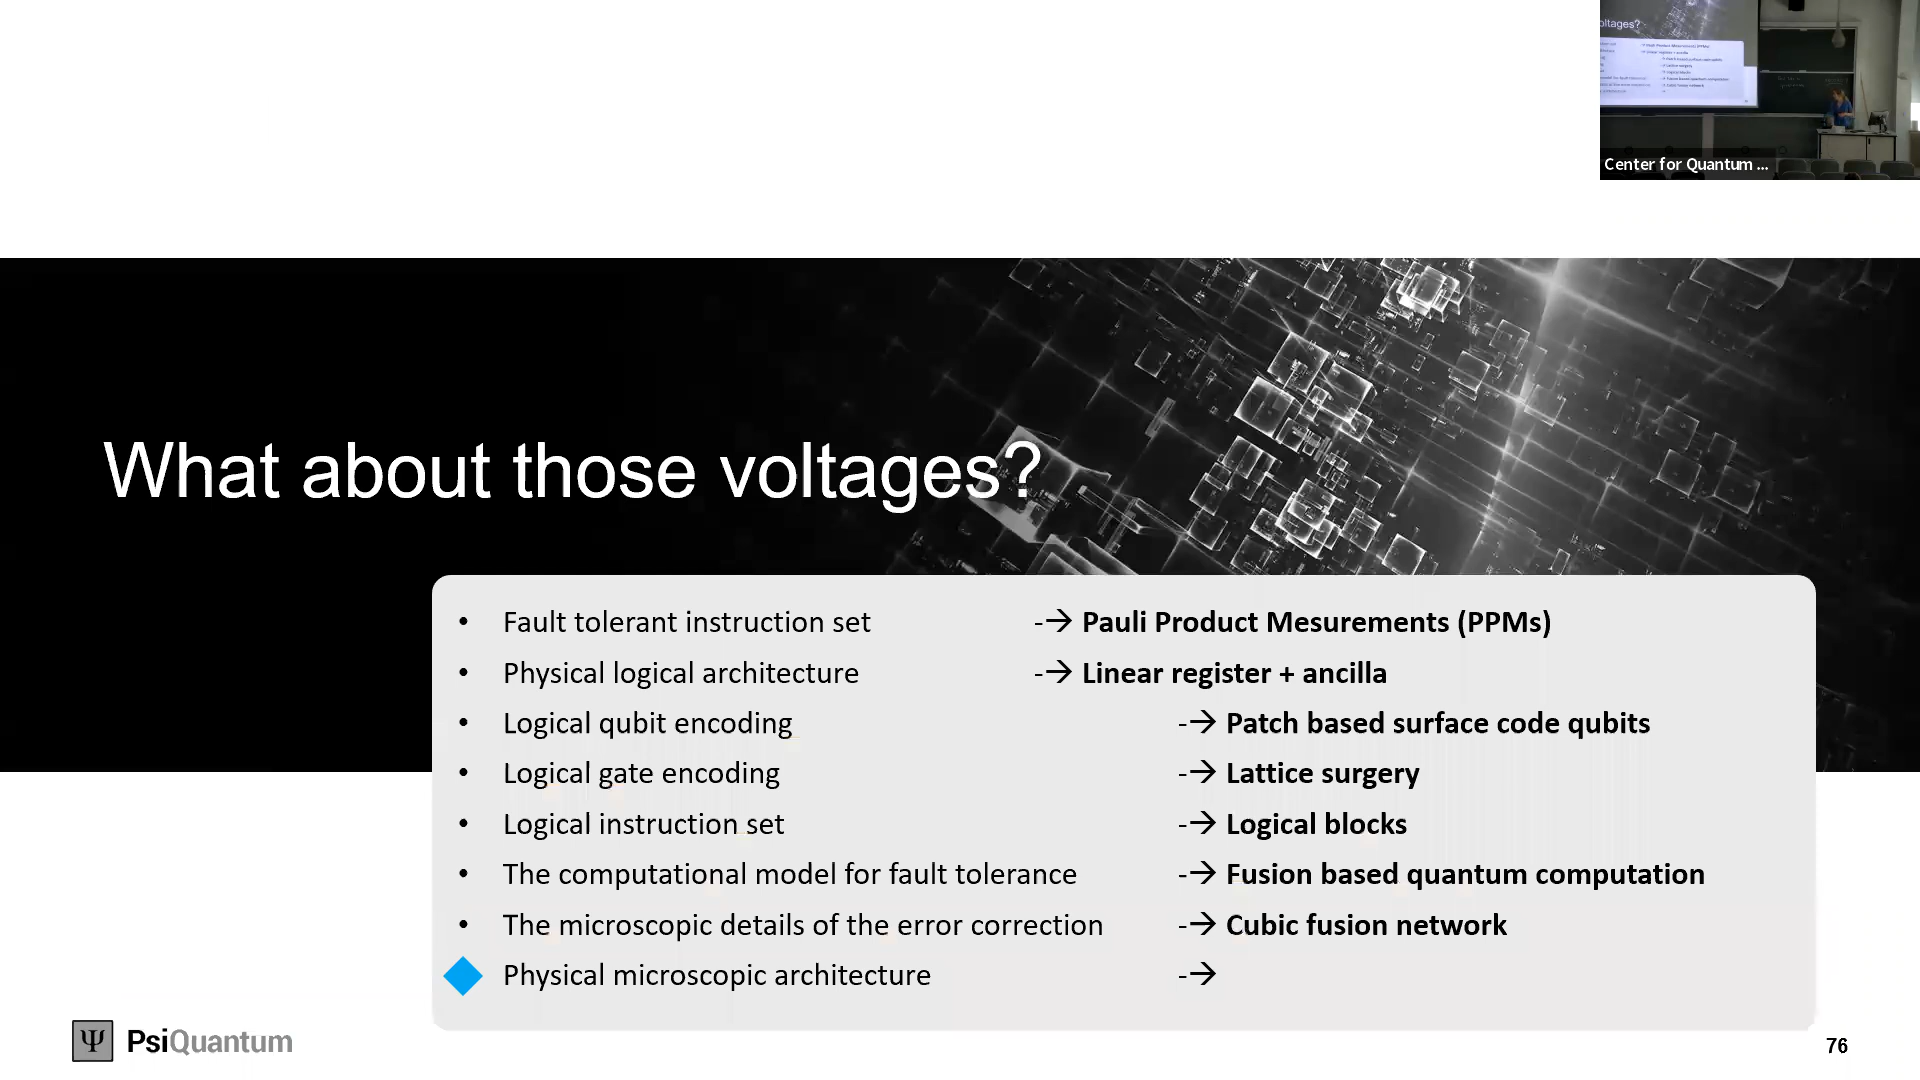 oltages?
Center for Quantum ...
What about those voltages?
• Fault tolerant instruction set -→ Pauli Product Mesurements (PPMs)
• Physical logical architecture -→ Linear register + ancilla
• Logical qubit encoding -→ Patch based surface code qubits
• Logical gate encoding -→ Lattice surgery
• Logical instruction set -→ Logical blocks
• The computational model for fault tolerance -→ Fusion based quantum computation
• The microscopic details of the error correction -→ Cubic fusion network
Physical microscopic architecture -→
Ψ PsiQuantum
76